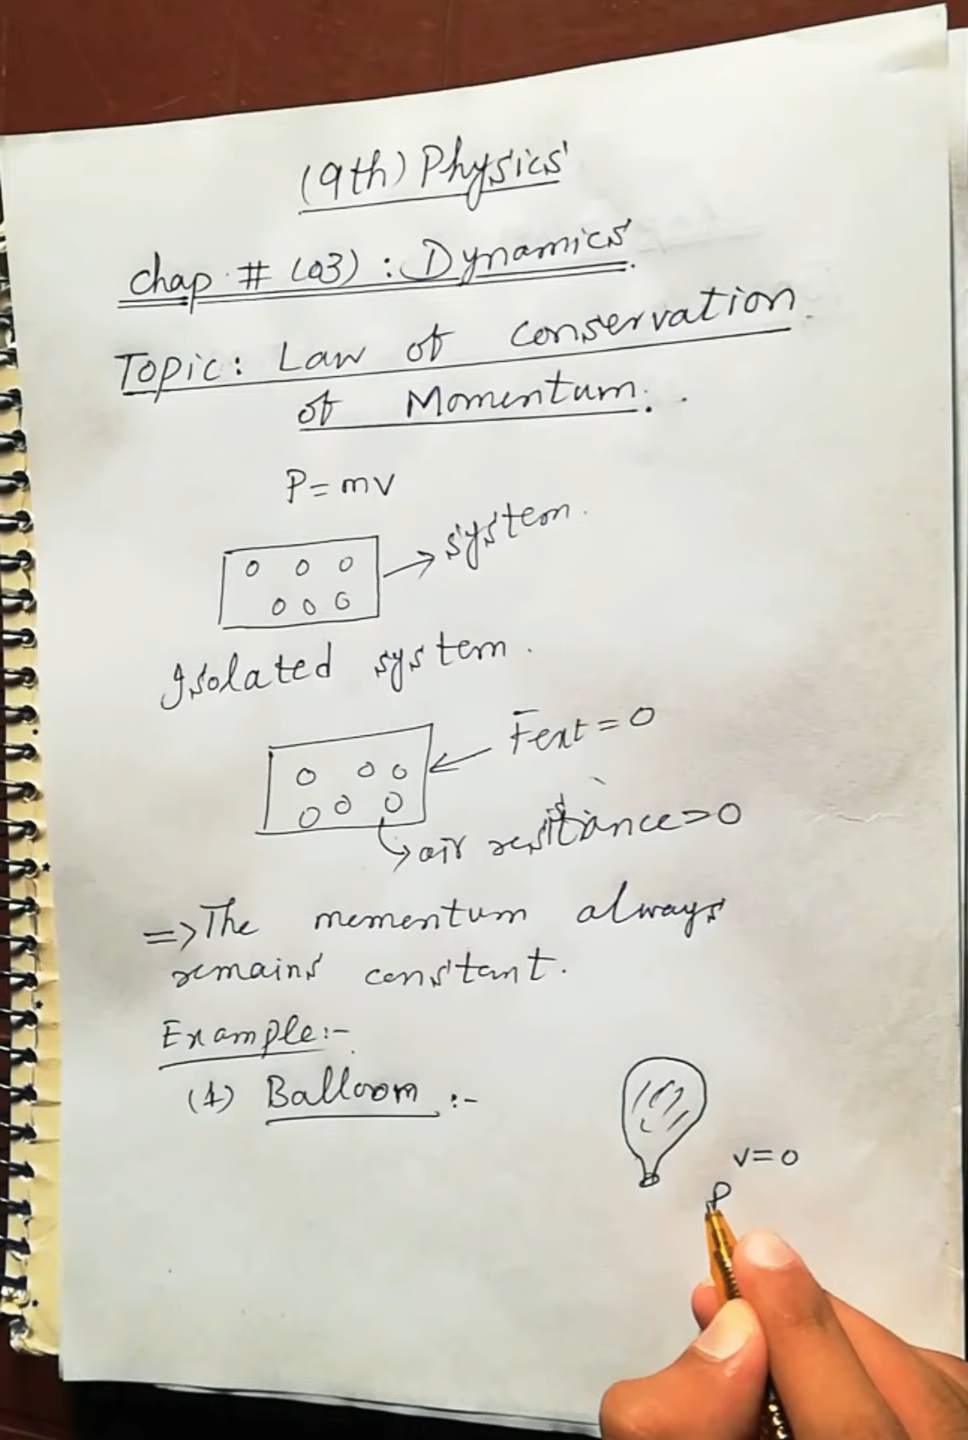 (9th) Physics
Chap # (03) : Dynamics.
Topic: Law of conservation
of Momentum.
P = mv
system.
Isolated system.
Fext = 0
air resistance = 0
=> The momentum always
remains constant.
Example:-
(1) Balloon :-
v = 0
P